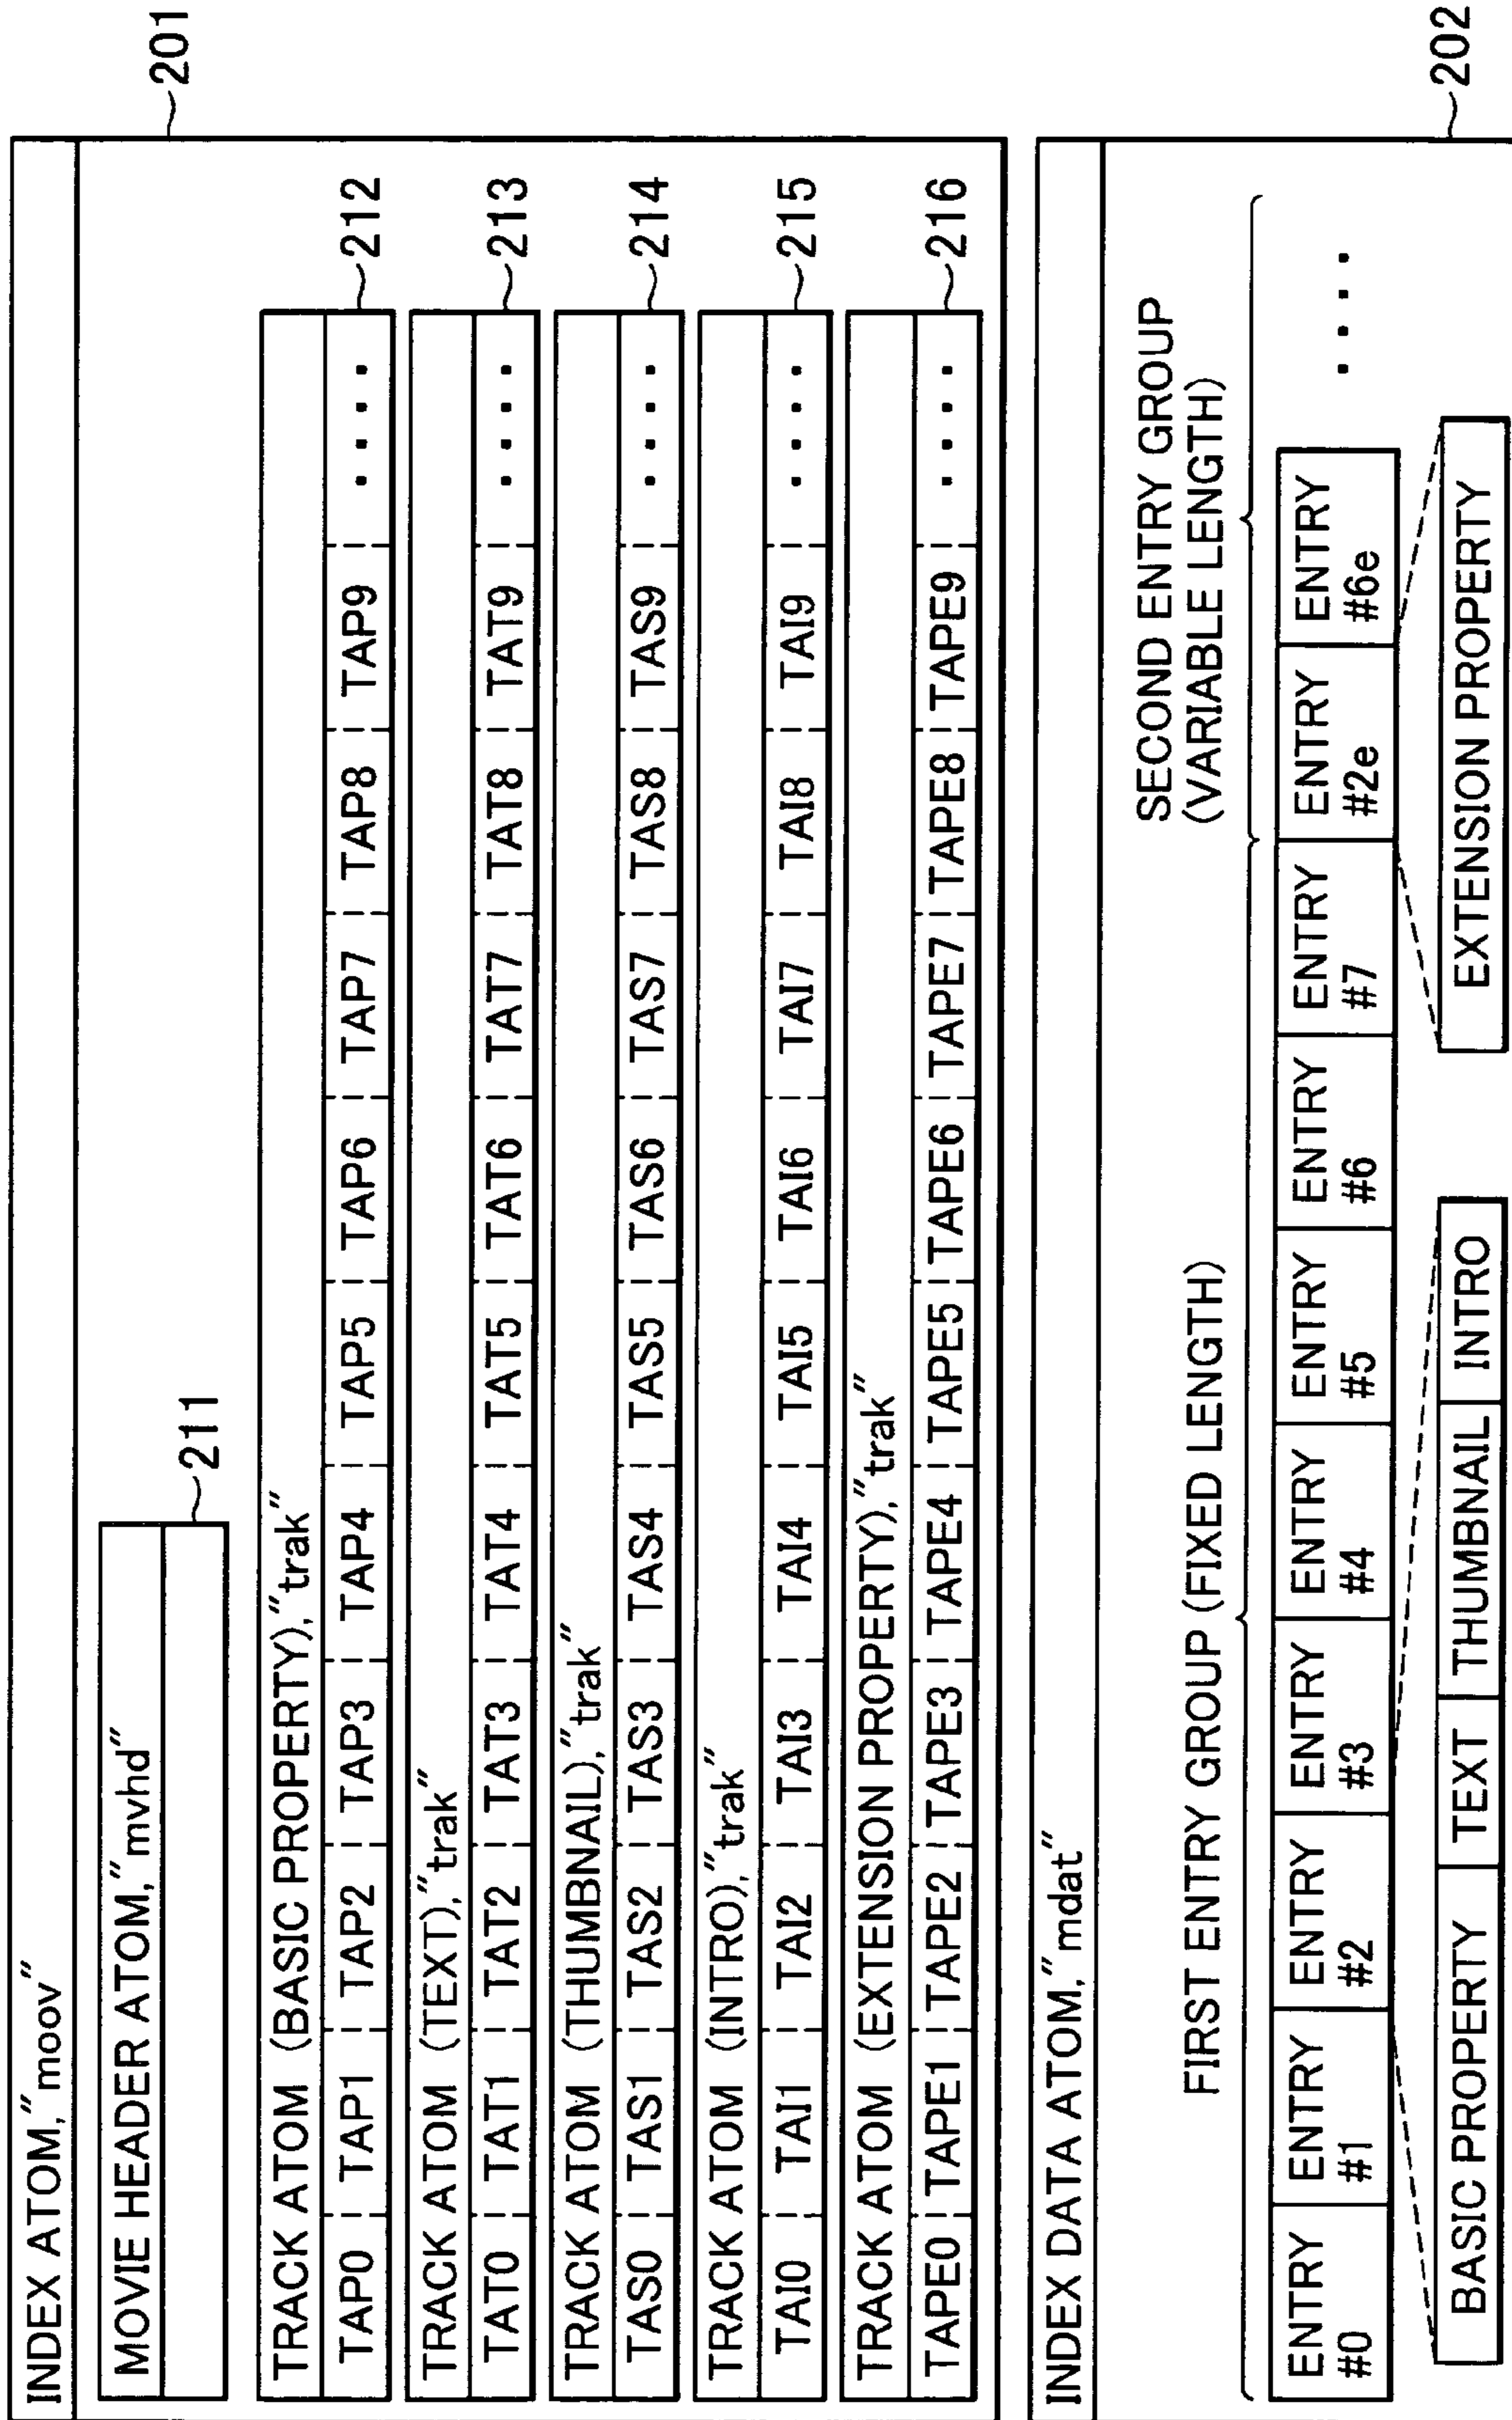 INDEX ATOM,"moov"
201
MOVIE HEADER ATOM,"mvhd"
211
TRACK ATOM (BASIC PROPERTY),"trak"
TAP0 TAP1 TAP2 TAP3 TAP4 TAP5 TAP6 TAP7 TAP8 TAP9 .... 212
TRACK ATOM (TEXT),"trak"
TAT0 TAT1 TAT2 TAT3 TAT4 TAT5 TAT6 TAT7 TAT8 TAT9 .... 213
TRACK ATOM (THUMBNAIL),"trak"
TAS0 TAS1 TAS2 TAS3 TAS4 TAS5 TAS6 TAS7 TAS8 TAS9 .... 214
TRACK ATOM (INTRO),"trak"
TAI0 TAI1 TAI2 TAI3 TAI4 TAI5 TAI6 TAI7 TAI8 TAI9 .... 215
TRACK ATOM (EXTENSION PROPERTY),"trak"
TAPE0 TAPE1 TAPE2 TAPE3 TAPE4 TAPE5 TAPE6 TAPE7 TAPE8 TAPE9 .... 216
INDEX DATA ATOM,"mdat"
FIRST ENTRY GROUP (FIXED LENGTH)
SECOND ENTRY GROUP
(VARIABLE LENGTH)
ENTRY ENTRY ENTRY ENTRY ENTRY ENTRY ENTRY ENTRY ENTRY ENTRY ....
#0 #1 #2 #3 #4 #5 #6 #7 #2e #6e
BASIC PROPERTY TEXT THUMBNAIL INTRO
EXTENSION PROPERTY
202